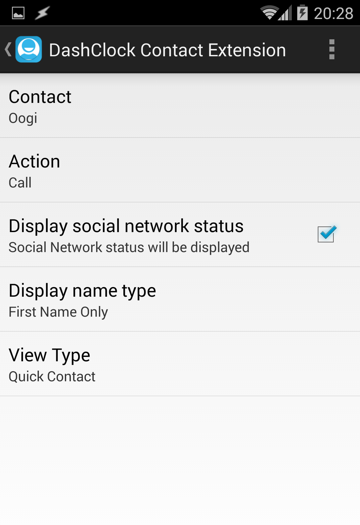 20:28
DashClock Contact Extension
Contact
Oogi
Action
Call
Display social network status
Social Network status will be displayed
Display name type
First Name Only
View Type
Quick Contact